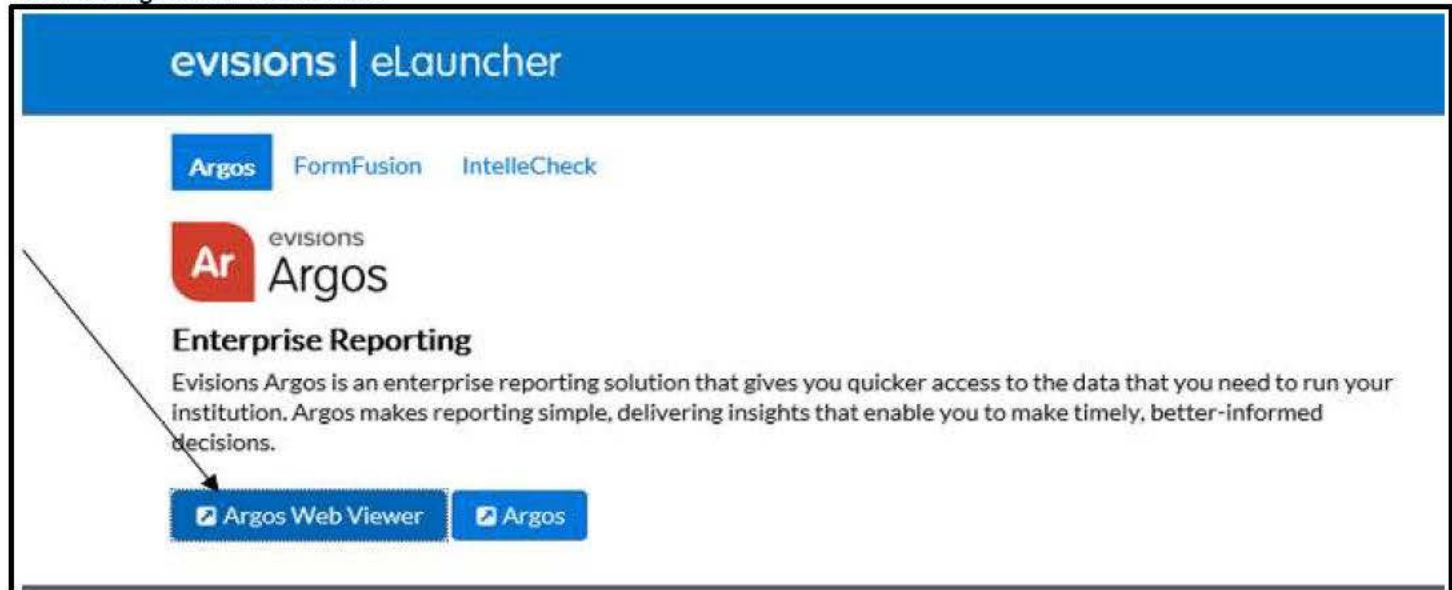 evisions | eLauncher
Argos FormFusion IntelleCheck
Ar evisions
Argos
Enterprise Reporting
Evisions Argos is an enterprise reporting solution that gives you quicker access to the data that you need to run your
institution. Argos makes reporting simple, delivering insights that enable you to make timely, better-informed
decisions.
Argos Web Viewer Argos